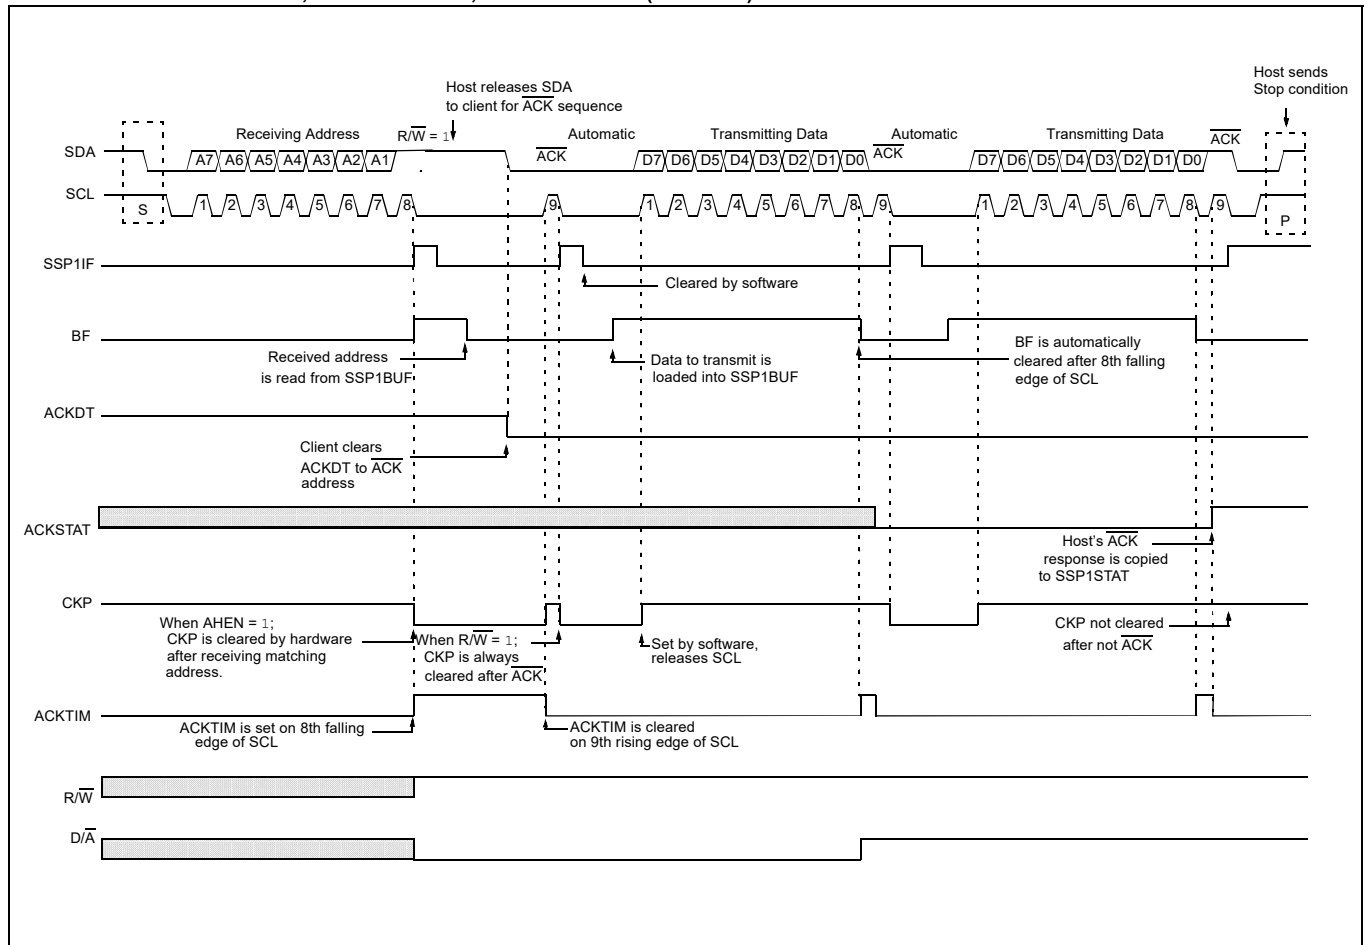 Host releases SDA
to client for ACK sequence
Host sends
Stop condition
Receiving Address
R/W = 1
Automatic
Transmitting Data
Automatic
Transmitting Data
ACK
SDA
A7 A6 A5 A4 A3 A2 A1
ACK
D7 D6 D5 D4 D3 D2 D1 D0
ACK
D7 D6 D5 D4 D3 D2 D1 D0
SCL
S
1 2 3 4 5 6 7 8
9
1 2 3 4 5 6 7 8 9
1 2 3 4 5 6 7 8 9
P
SSP1IF
Cleared by software
BF
Received address
is read from SSP1BUF
Data to transmit is
loaded into SSP1BUF
BF is automatically
cleared after 8th falling
edge of SCL
ACKDT
Client clears
ACKDT to ACK
address
ACKSTAT
Host's ACK
response is copied
to SSP1STAT
CKP
When AHEN = 1;
CKP is cleared by hardware
after receiving matching
address.
When R/W = 1;
CKP is always
cleared after ACK
Set by software,
releases SCL
CKP not cleared
after not ACK
ACKTIM
ACKTIM is set on 8th falling
edge of SCL
ACKTIM is cleared
on 9th rising edge of SCL
R/W
D/A